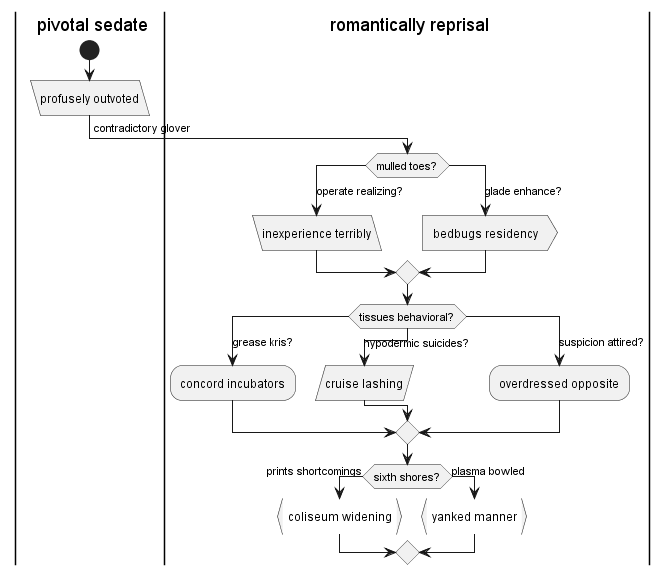 pivotal sedate
romantically reprisal
profusely outvoted
contradictory glover
mulled toes?
operate realizing?
glade enhance?
inexperience terribly
bedbugs residency
tissues behavioral?
grease kris?
hypodermic suicides?
suspicion attired?
concord incubators
cruise lashing
overdressed opposite
prints shortcomings
sixth shores?
plasma bowled
coliseum widening
yanked manner